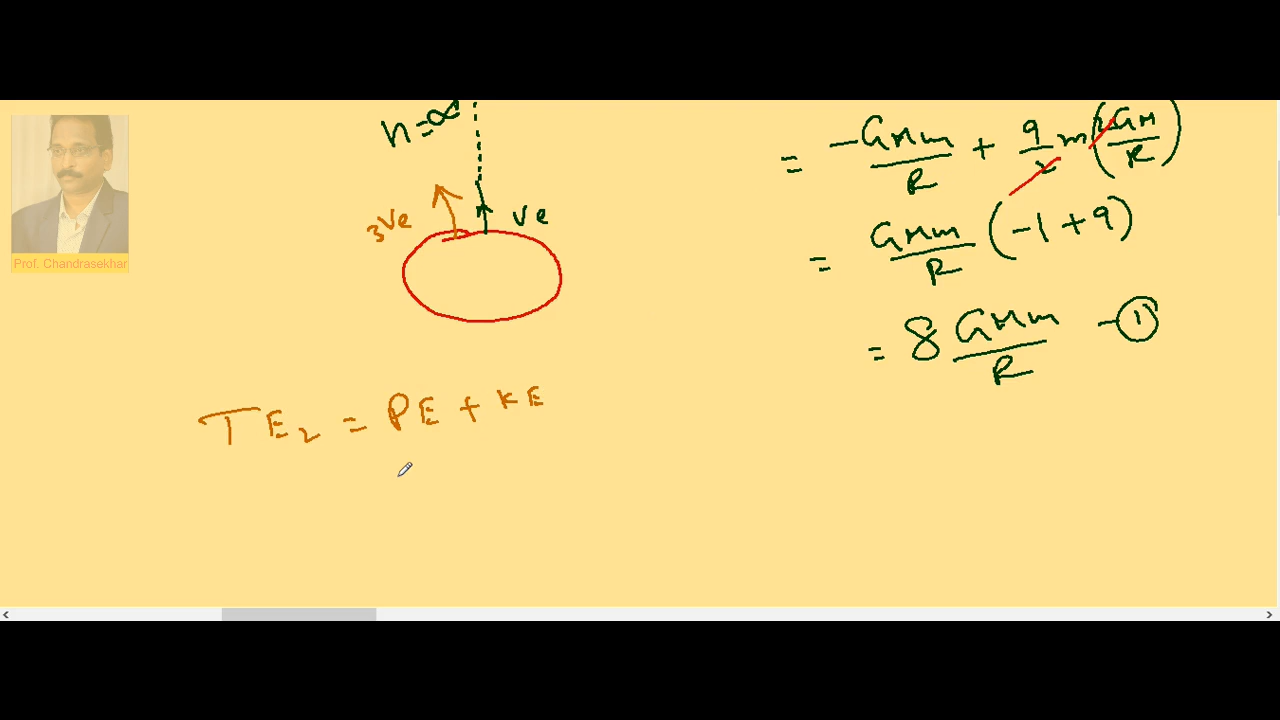 h=∞
3Ve
Ve
Prof. Chandrasekhar
= -GMm/R + 9/2 m(2GM/R)
= GMm/R (-1+9)
= 8 GMm/R -①
TE₂ = PE + KE